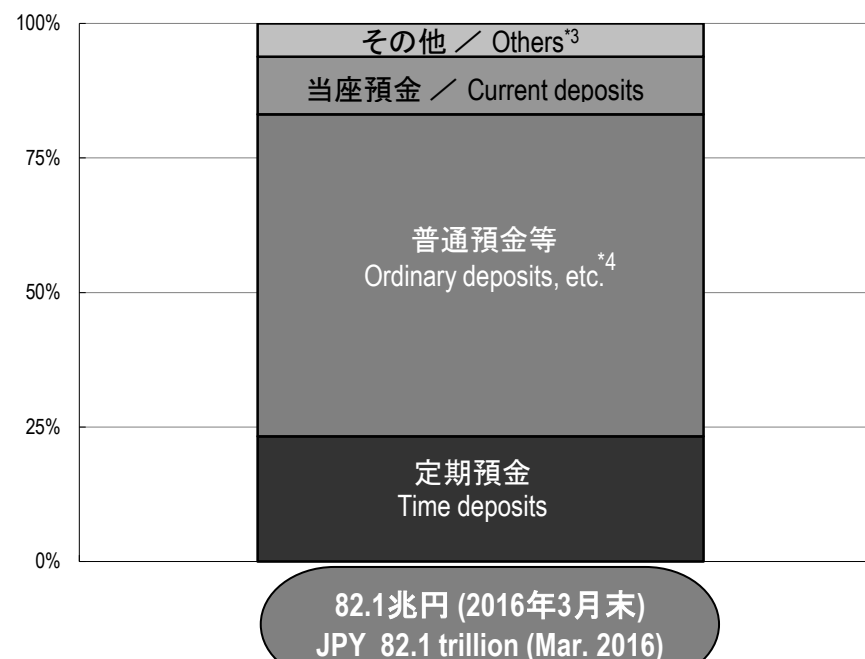 100%
その他 ／ Others*3
当座預金 ／ Current deposits
75%
普通預金等
Ordinary deposits, etc.*4
50%
25%
定期預金
Time deposits
0%
82.1兆円 (2016年3月末)
JPY 82.1 trillion (Mar. 2016)